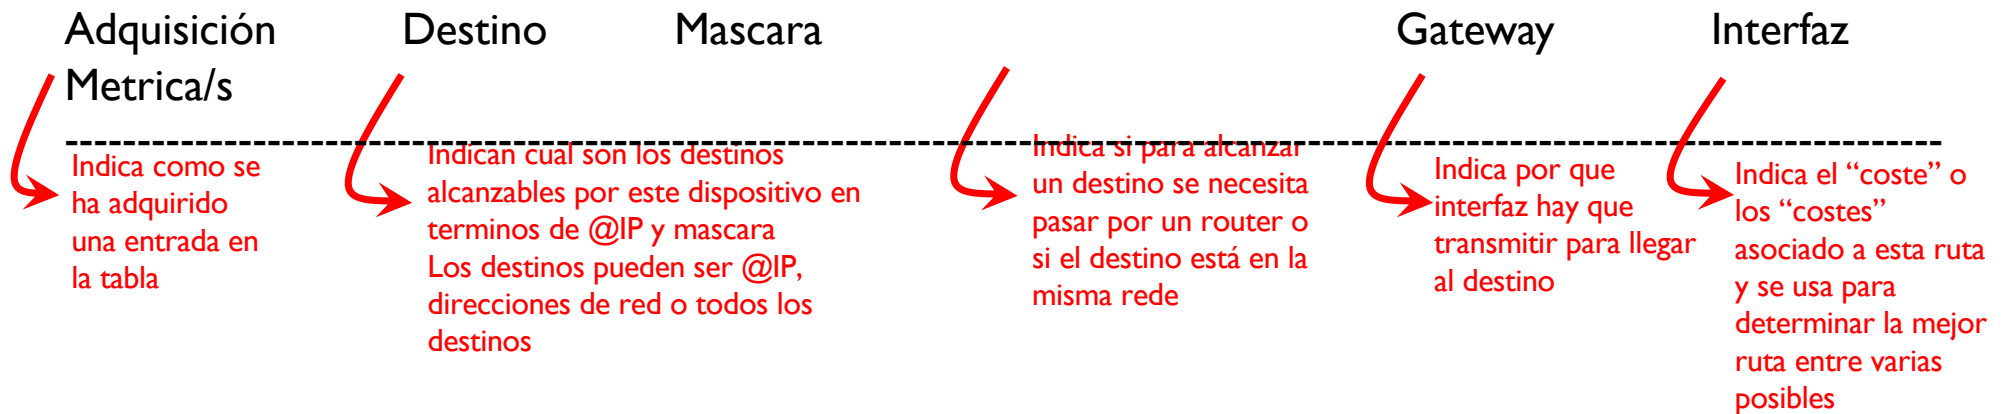 Adquisición Destino Mascara Gateway Interfaz
Metrica/s
Indica como se
ha adquirido
una entrada en
la tabla
Indican cual son los destinos
alcanzables por este dispositivo en
terminos de @IP y mascara
Los destinos pueden ser @IP,
direcciones de red o todos los
destinos
Indica si para alcanzar
un destino se necesita
pasar por un router o
si el destino está en la
misma rede
Indica por que
interfaz hay que
transmitir para llegar
al destino
Indica el “coste” o
los “costes”
asociado a esta ruta
y se usa para
determinar la mejor
ruta entre varias
posibles